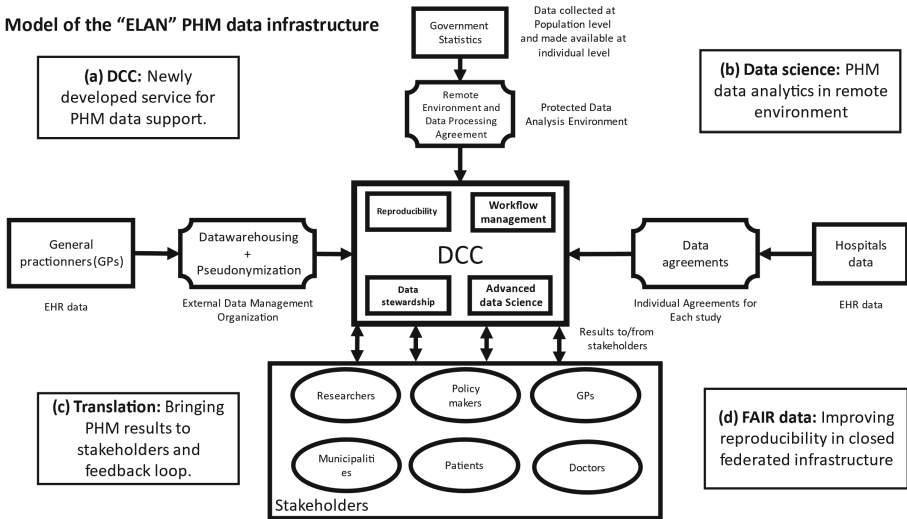 Model of the “ELAN” PHM data infrastructure
Government
Statistics
Data collected at
Population level
and made available at
individual level
(a) DCC: Newly
developed service for
PHM data support.
(b) Data science: PHM
data analytics in remote
environment
Remote
Environment and
Data Processing
Agreement
Protected Data
Analysis Environment
Reproducibility
Workflow
management
General
practionners(GPs)
Datawarehousing
+
Pseudonymization
DCC
Data
agreements
Hospitals
data
Data
stewardship
Advanced
data Science
EHR data
External Data Management
Organization
Individual Agreements for
Each study
EHR data
Results to/from
stakeholders
Researchers
Policy
makers
GPs
(c) Translation: Bringing
PHM results to
stakeholders and
feedback loop.
(d) FAIR data: Improving
reproducibility in closed
federated infrastructure
Municipaliti
es
Patients
Doctors
Stakeholders